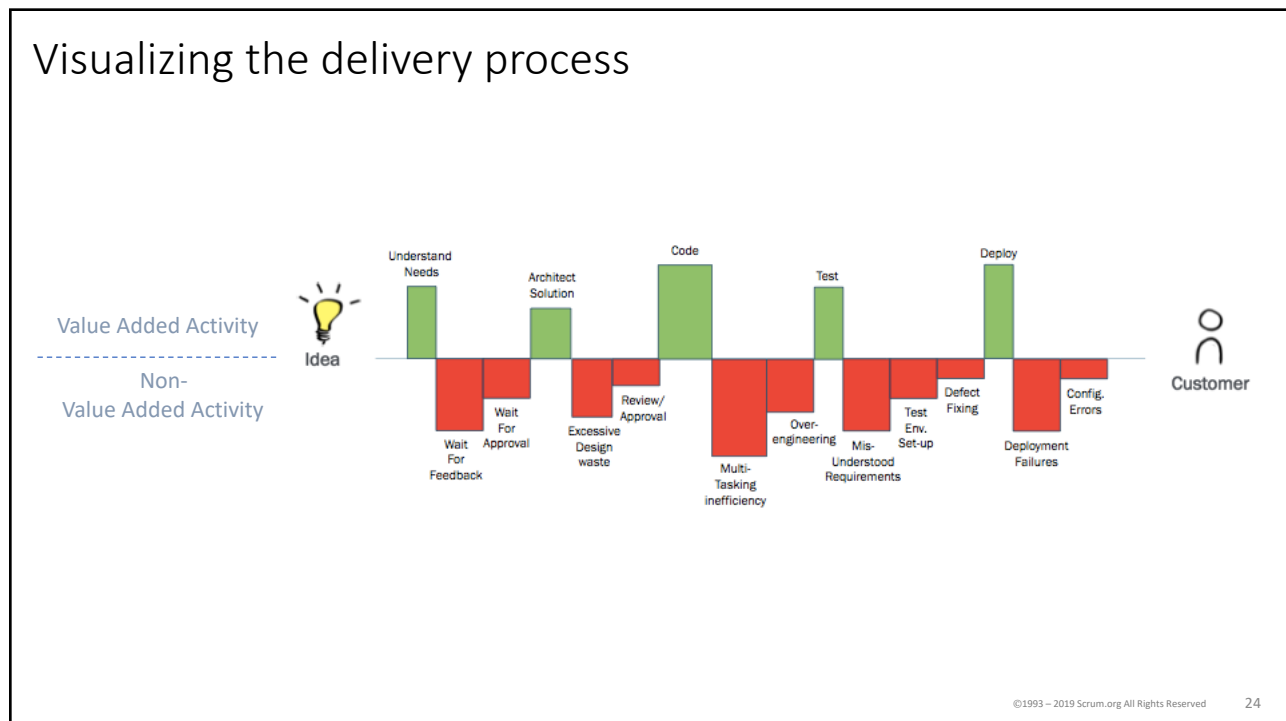 Visualizing the delivery process
Value Added Activity
Non-
Value Added Activity
Idea
Understand
Needs
Wait
For
Feedback
Wait
For
Approval
Architect
Solution
Excessive
Design
waste
Review/
Approval
Code
Multi-
Tasking
inefficiency
Over-
engineering
Test
Mis-
Understood
Requirements
Test
Env.
Set-up
Defect
Fixing
Deploy
Deployment
Failures
Config.
Errors
Customer
©1993 – 2019 Scrum.org All Rights Reserved
24